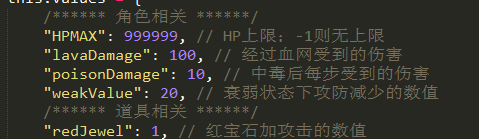 this.values = {
/****** 角色相关 ******/
"HPMAX": 999999, // HP上限；-1则无上限
"lavaDamage": 100, // 经过血网受到的伤害
"poisonDamage": 10, // 中毒后每步受到的伤害
"weakValue": 20, // 衰弱状态下攻防减少的数值
/****** 道具相关 ******/
"redJewel": 1, // 红宝石加攻击的数值